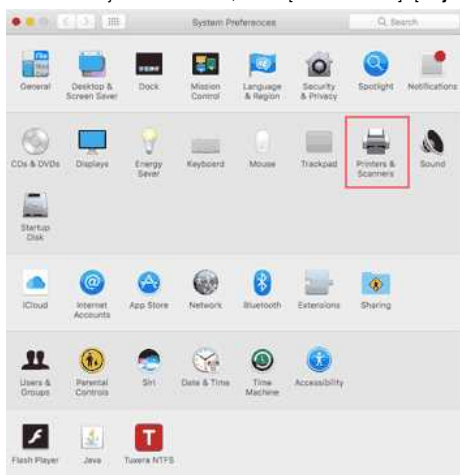 System Preferences
Search
General
Desktop &
Screen Saver
Dock
Mission
Control
Language
& Region
Security
& Privacy
Spotlight
Notifications
CDs & DVDs
Displays
Energy
Saver
Keyboard
Mouse
Trackpad
Printers &
Scanners
Sound
Startup
Disk
iCloud
Internet
Accounts
App Store
Network
Bluetooth
Extensions
Sharing
Users &
Groups
Parental
Controls
Siri
Date & Time
Time
Machine
Accessibility
Flash Player
Java
Tuxera NTFS